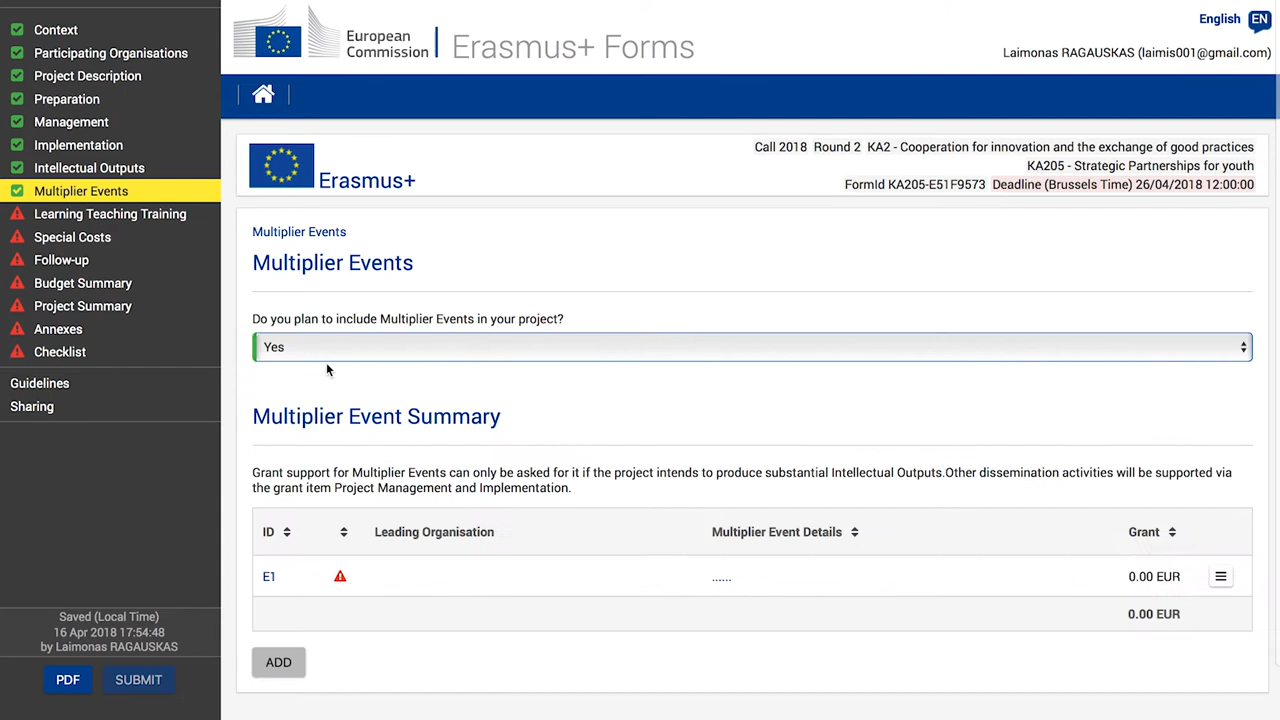 Context
Participating Organisations
Project Description
Preparation
Management
Implementation
Intellectual Outputs
Multiplier Events
Learning Teaching Training
Special Costs
Follow-up
Budget Summary
Project Summary
Annexes
Checklist
Guidelines
Sharing
Saved (Local Time)
16 Apr 2018 17:54:48
by Laimonas RAGAUSKAS
PDF SUBMIT
European
Commission
Erasmus+ Forms
English EN
Laimonas RAGAUSKAS (laimis001@gmail.com)
Erasmus+
Call 2018 Round 2 KA2 - Cooperation for innovation and the exchange of good practices
KA205 - Strategic Partnerships for youth
FormId KA205-E51F9573 Deadline (Brussels Time) 26/04/2018 12:00:00
Multiplier Events
Multiplier Events
Do you plan to include Multiplier Events in your project?
Yes
Multiplier Event Summary
Grant support for Multiplier Events can only be asked for it if the project intends to produce substantial Intellectual Outputs.Other dissemination activities will be supported via
the grant item Project Management and Implementation.
ID Leading Organisation Multiplier Event Details Grant
E1 ...... 0.00 EUR
0.00 EUR
ADD